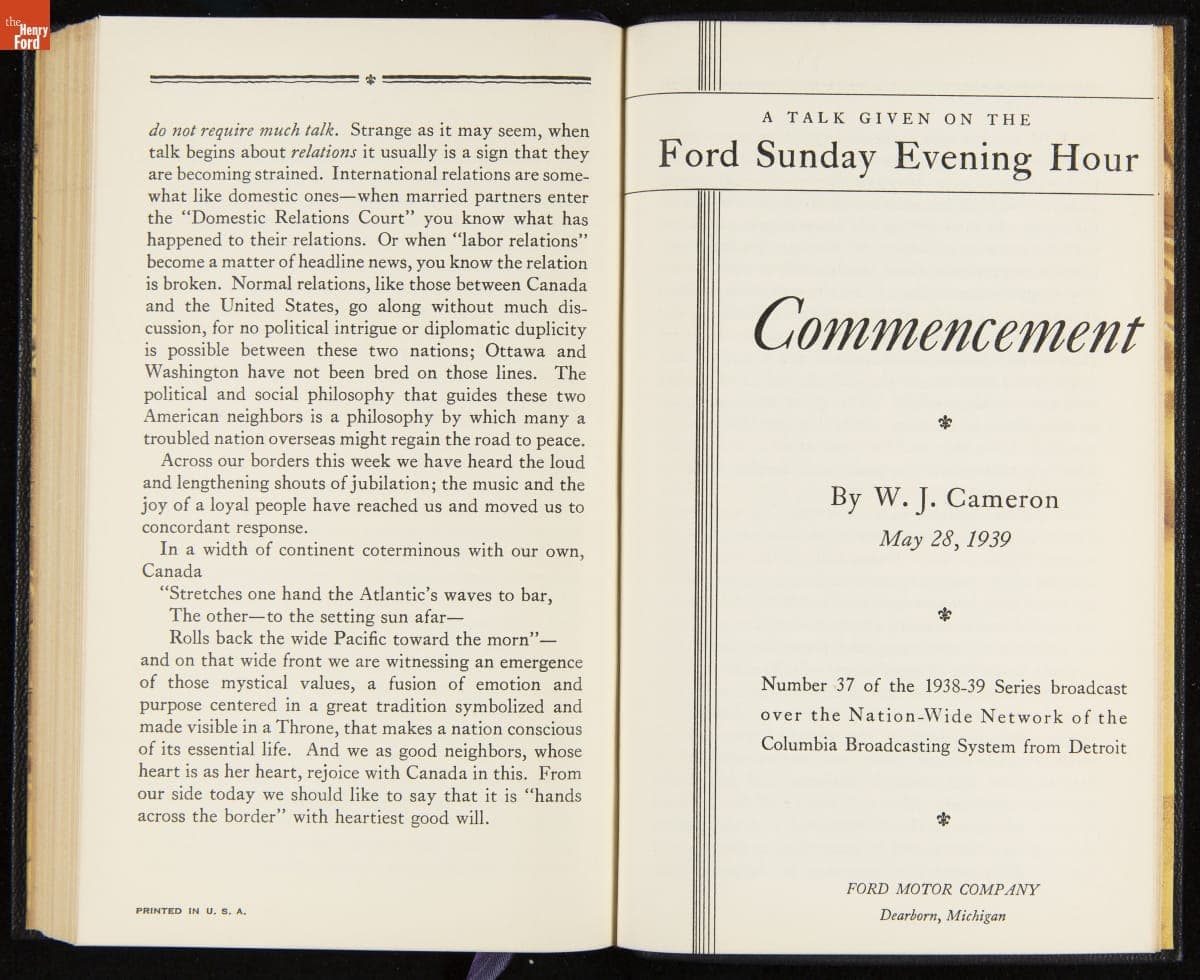 the
Henry
Ford
do not require much talk. Strange as it may seem, when
talk begins about relations it usually is a sign that they
are becoming strained. International relations are some-
what like domestic ones—when married partners enter
the “Domestic Relations Court” you know what has
happened to their relations. Or when “labor relations”
become a matter of headline news, you know the relation
is broken. Normal relations, like those between Canada
and the United States, go along without much dis-
cussion, for no political intrigue or diplomatic duplicity
is possible between these two nations; Ottawa and
Washington have not been bred on those lines. The
political and social philosophy that guides these two
American neighbors is a philosophy by which many a
troubled nation overseas might regain the road to peace.
Across our borders this week we have heard the loud
and lengthening shouts of jubilation; the music and the
joy of a loyal people have reached us and moved us to
concordant response.
In a width of continent coterminous with our own,
Canada
“Stretches one hand the Atlantic’s waves to bar,
The other—to the setting sun afar—
Rolls back the wide Pacific toward the morn”—
and on that wide front we are witnessing an emergence
of those mystical values, a fusion of emotion and
purpose centered in a great tradition symbolized and
made visible in a Throne, that makes a nation conscious
of its essential life. And we as good neighbors, whose
heart is as her heart, rejoice with Canada in this. From
our side today we should like to say that it is “hands
across the border” with heartiest good will.
PRINTED IN U. S. A.
A TALK GIVEN ON THE
Ford Sunday Evening Hour
Commencement
By W. J. Cameron
May 28, 1939
Number 37 of the 1938-39 Series broadcast
over the Nation-Wide Network of the
Columbia Broadcasting System from Detroit
FORD MOTOR COMPANY
Dearborn, Michigan